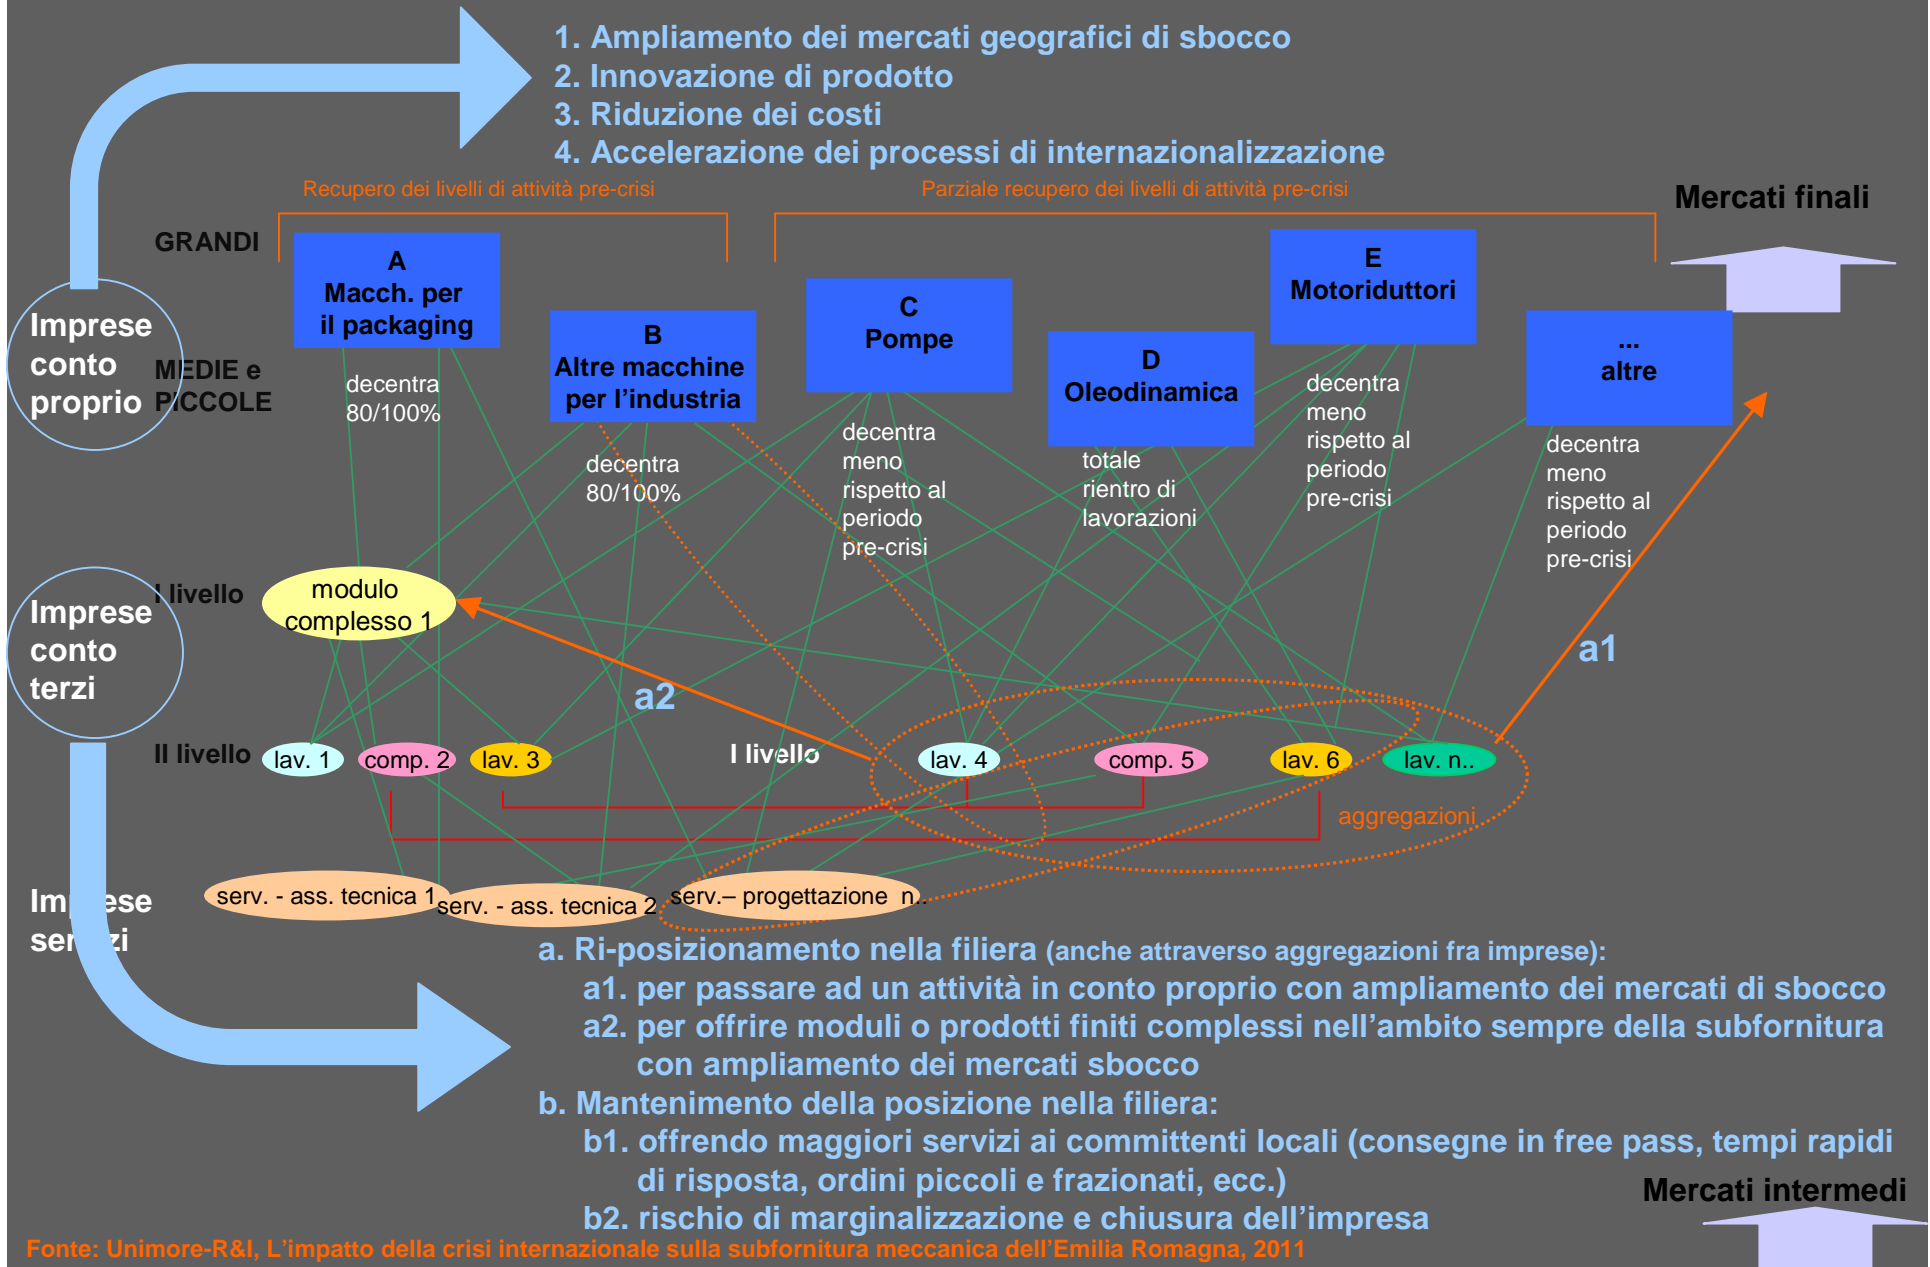 1. Ampliamento dei mercati geografici di sbocco
2. Innovazione di prodotto
3. Riduzione dei costi
4. Accelerazione dei processi di internazionalizzazione
Recupero dei livelli di attività pre-crisi
Parziale recupero dei livelli di attività pre-crisi
Mercati finali
GRANDI
MEDIE e
PICCOLE
Imprese
conto
proprio
A
Macch. per
il packaging
B
Altre macchine
per l'industria
C
Pompe
D
Oleodinamica
E
Motoriduttori
...
altre
decentra
80/100%
decentra
80/100%
decentra
meno
rispetto al
periodo
pre-crisi
totale
rientro di
lavorazioni
decentra
meno
rispetto al
periodo
pre-crisi
decentra
meno
rispetto al
periodo
pre-crisi
Imprese
conto
terzi
I livello
modulo
complesso 1
a2
a1
II livello
lav. 1
comp. 2
lav. 3
I livello
lav. 4
comp. 5
lav. 6
lav. n..
aggregazioni
Imprese
servizi
serv. - ass. tecnica 1
serv. - ass. tecnica 2
serv.– progettazione n..
a. Ri-posizionamento nella filiera (anche attraverso aggregazioni fra imprese):
a1. per passare ad un attività in conto proprio con ampliamento dei mercati di sbocco
a2. per offrire moduli o prodotti finiti complessi nell'ambito sempre della subfornitura
con ampliamento dei mercati sbocco
b. Mantenimento della posizione nella filiera:
b1. offrendo maggiori servizi ai committenti locali (consegne in free pass, tempi rapidi
di risposta, ordini piccoli e frazionati, ecc.)
b2. rischio di marginalizzazione e chiusura dell'impresa
Mercati intermedi
Fonte: Unimore-R&I, L'impatto della crisi internazionale sulla subfornitura meccanica dell'Emilia Romagna, 2011